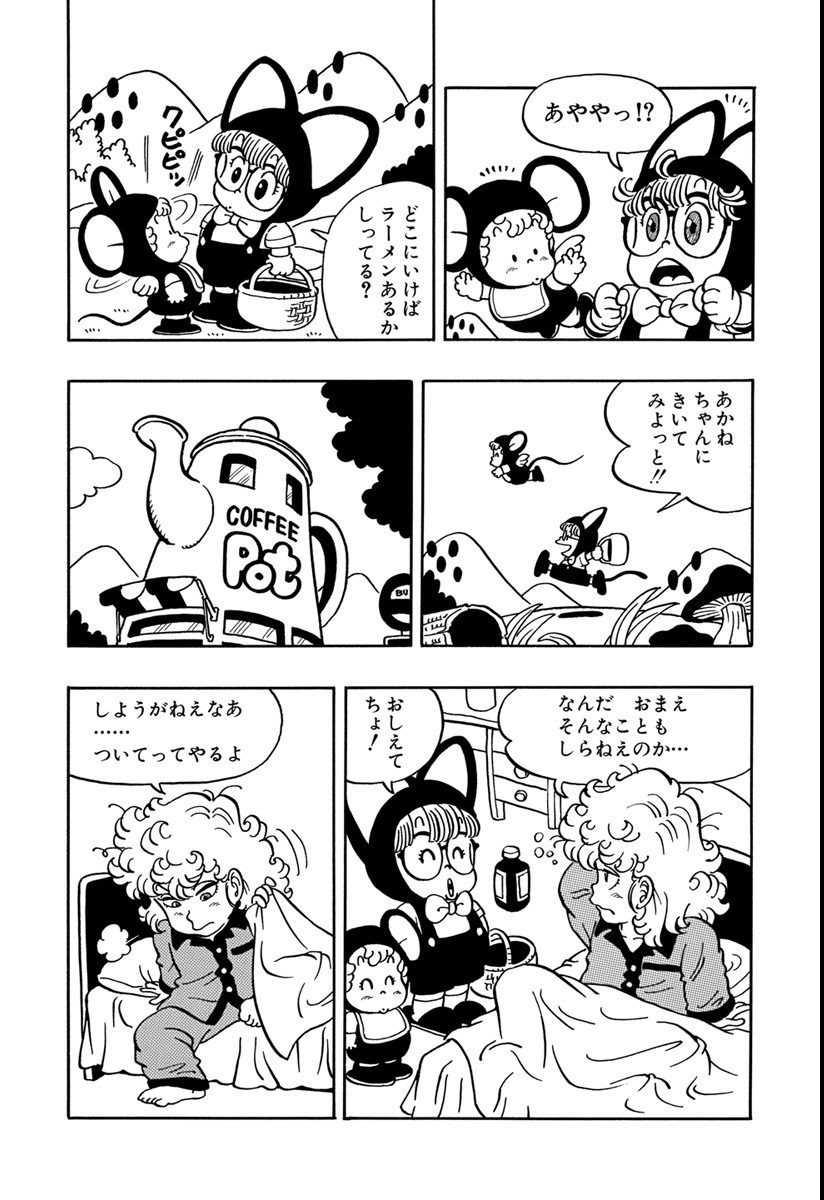 あややっ!?
どこにいけば
ラーメンあるか
しってる?
クピピッ
あかね
ちゃんに
きいて
みよっと!!
COFFEE
Pot
BU
なんだ おまえ
そんなことも
しらねえのか…
おしえて
ちょ!
しようがねえなあ
……
ついてってやるよ